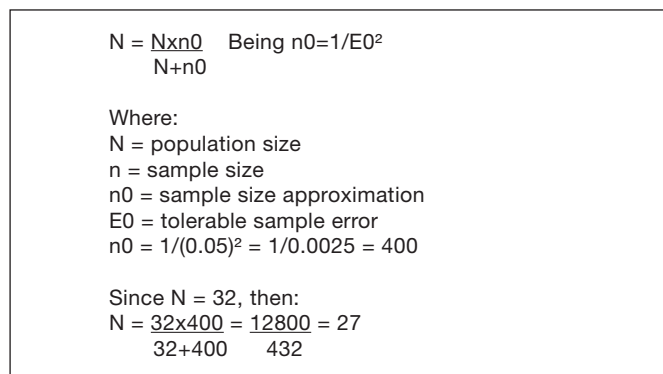 N = Nxn0 Being n0=1/E0²
N+n0
Where:
N = population size
n = sample size
n0 = sample size approximation
E0 = tolerable sample error
n0 = 1/(0.05)² = 1/0.0025 = 400
Since N = 32, then:
N = 32x400 = 12800 = 27
32+400 432